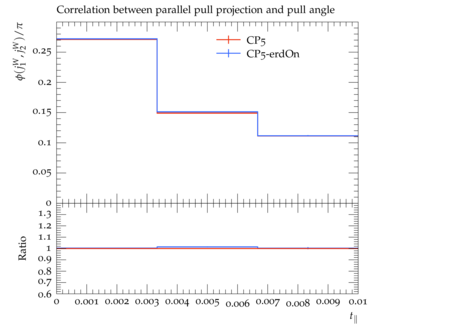 Correlation between parallel pull projection and pull angle
ϕ(j₁ᵂ, j₂ᵂ)/π
CP5
CP5-erdOn
0.25
0.2
0.15
0.1
0.05
0
Ratio
1.3
1.2
1.1
1
0.9
0.8
0.7
0.6
0 0.001 0.002 0.003 0.004 0.005 0.006 0.007 0.008 0.009 0.01
t∥